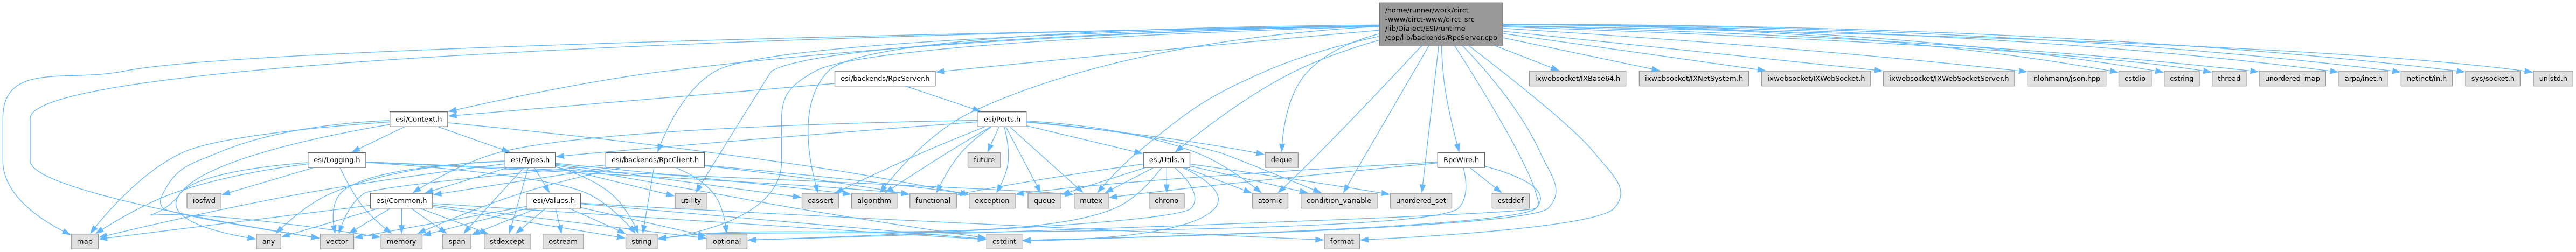 /home/runner/work/circt
-www/circt-www/circt_src
/lib/Dialect/ESI/runtime
/cpp/lib/backends/RpcServer.cpp
esi/backends/RpcServer.h
ixwebsocket/IXBase64.h
ixwebsocket/IXNetSystem.h
ixwebsocket/IXWebSocket.h
ixwebsocket/IXWebSocketServer.h
nlohmann/json.hpp
cstdio
cstring
thread
unordered_map
arpa/inet.h
netinet/in.h
sys/socket.h
unistd.h
esi/Context.h
esi/Ports.h
esi/Logging.h
esi/Types.h
esi/backends/RpcClient.h
future
esi/Utils.h
deque
RpcWire.h
iosfwd
esi/Common.h
esi/Values.h
utility
cassert
algorithm
functional
exception
queue
mutex
chrono
atomic
condition_variable
unordered_set
cstddef
map
any
vector
memory
span
stdexcept
ostream
string
optional
cstdint
format